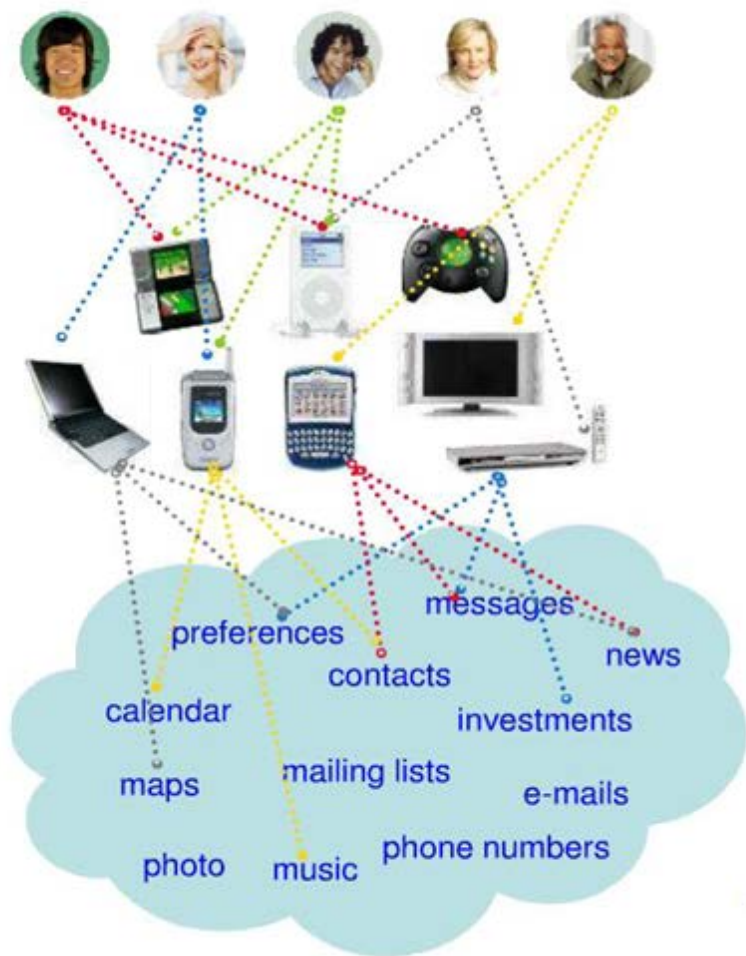 messages
preferences
news
contacts
calendar
investments
mailing lists
maps
e-mails
phone numbers
photo
music